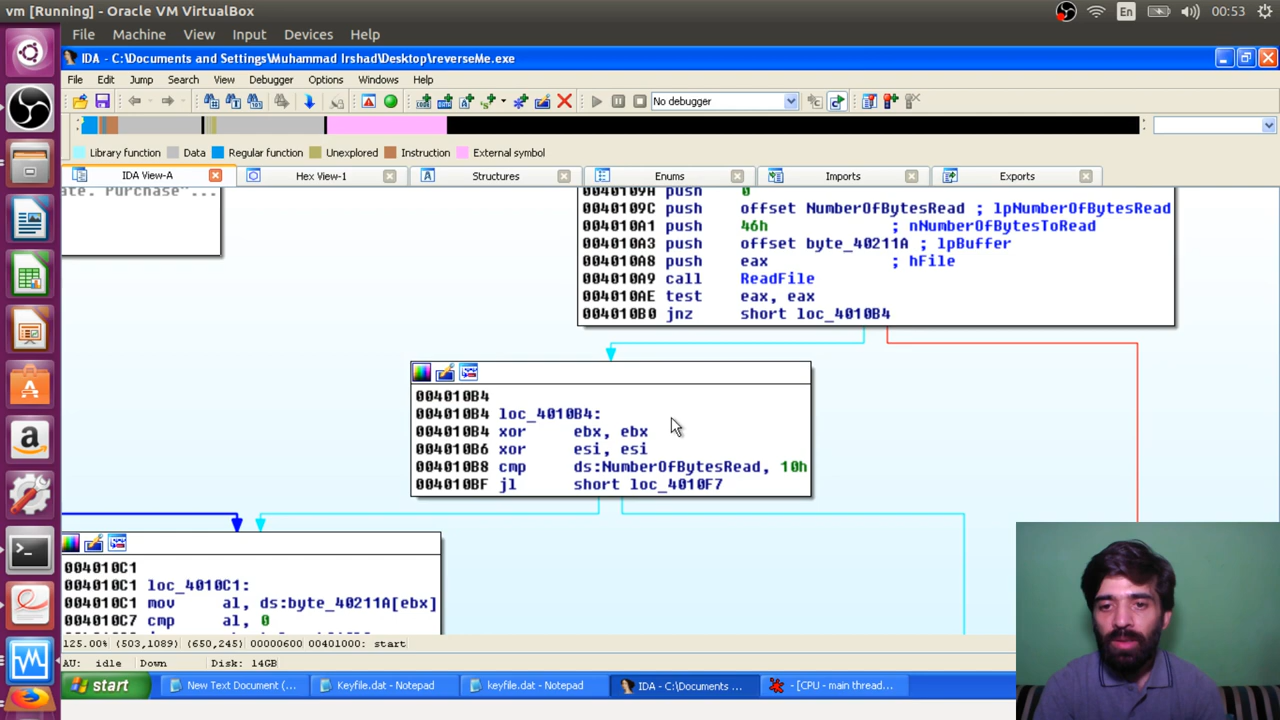 vm [Running] - Oracle VM VirtualBox
En
00:53
File Machine View Input Devices Help
IDA - C:\Documents and Settings\Muhammad Irshad\Desktop\reverseMe.exe
File Edit Jump Search View Debugger Options Windows Help
No debugger
Library function Data Regular function Unexplored Instruction External symbol
IDA View-A Hex View-1 Structures Enums Imports Exports
ate. Purchase"...
0040109A push 0
0040109C push offset NumberOfBytesRead ; lpNumberOfBytesRead
004010A1 push 46h ; nNumberOfBytesToRead
004010A3 push offset byte_40211A ; lpBuffer
004010A8 push eax ; hFile
004010A9 call ReadFile
004010AE test eax, eax
004010B0 jnz short loc_4010B4
004010B4
004010B4 loc_4010B4:
004010B4 xor ebx, ebx
004010B6 xor esi, esi
004010B8 cmp ds:NumberOfBytesRead, 10h
004010BF jl short loc_4010F7
004010C1
004010C1 loc_4010C1:
004010C1 mov al, ds:byte_40211A[ebx]
004010C7 cmp al, 0
125.00% (503,1089) (650,245) 00000600 00401000: start
AU: idle Down Disk: 14GB
start New Text Document (... Keyfile.dat - Notepad keyfile.dat - Notepad IDA - C:\Documents ... - [CPU - main thread...